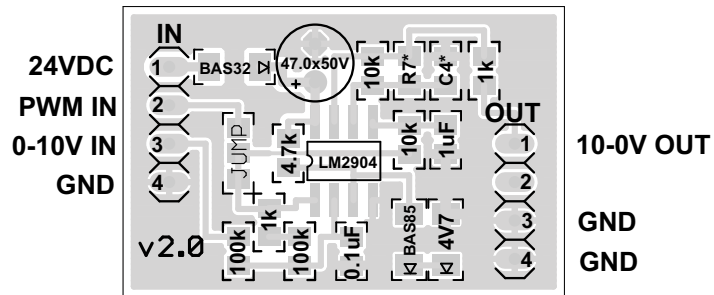 IN
24VDC
PWM IN
0-10V IN
GND
1
2
3
4
BAS32
47.0x50V
+
10k
R7*
C4*
1k
JUMP
4.7k
LM2904
10k
1uF
+
1k
v2.0
100k
100k
0.1uF
BAS85
4V7
OUT
1
2
3
4
10-0V OUT
GND
GND